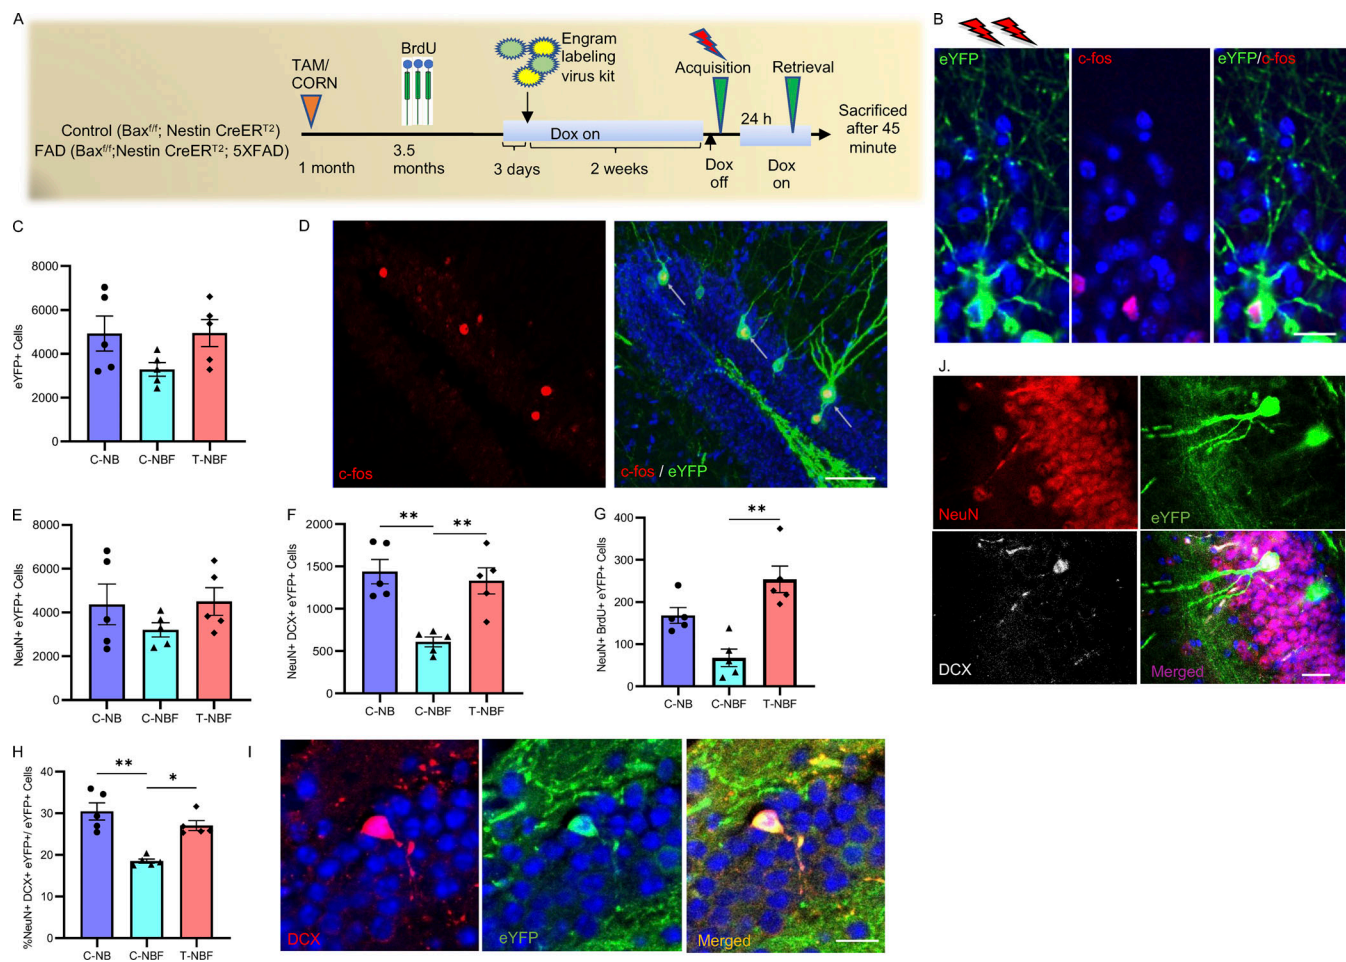 A
TAM/
CORN
BrdU
Engram
labeling
virus kit
Acquisition
Retrieval
Control (Bax^f/f; Nestin CreER^T2)
FAD (Bax^f/f;Nestin CreER^T2; 5XFAD)
Dox on
24 h
Sacrificed
after 45
minute
1 month
3.5
months
3 days
2 weeks
Dox
off
Dox
on
B
eYFP
c-fos
eYFP/c-fos
C
eYFP+ Cells
8000
6000
4000
2000
0
C-NB
C-NBF
T-NBF
D
c-fos
c-fos / eYFP
E
NeuN+ eYFP+ Cells
8000
6000
4000
2000
0
C-NB
C-NBF
T-NBF
F
NeuN+ DCX+ eYFP+ Cells
2000
1500
1000
500
0
**
**
C-NB
C-NBF
T-NBF
G
NeuN+ BrdU+ eYFP+ Cells
400
300
200
100
0
**
C-NB
C-NBF
T-NBF
H
%NeuN+ DCX+ eYFP+/ eYFP+ Cells
40
30
20
10
0
**
*
C-NB
C-NBF
T-NBF
I
DCX
eYFP
Merged
J.
NeuN
eYFP
DCX
Merged